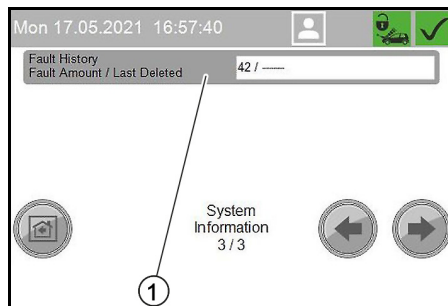 Mon 17.05.2021 16:57:40
Fault History
Fault Amount / Last Deleted
42 / ------
System
Information
3 / 3
1